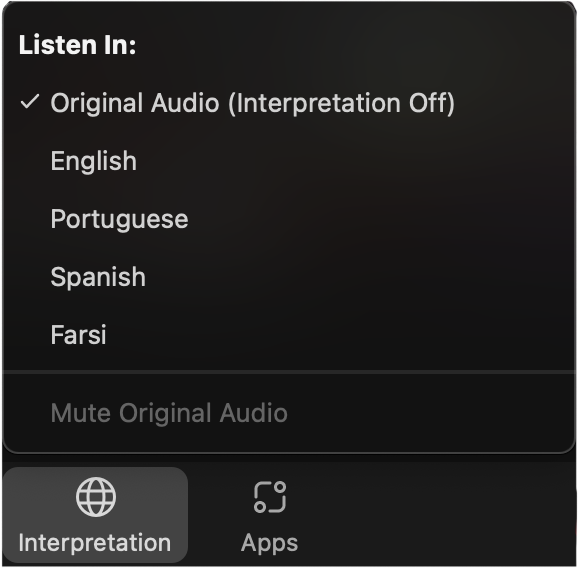 Listen In:
Original Audio (Interpretation Off)
English
Portuguese
Spanish
Farsi
Mute Original Audio
Interpretation
Apps